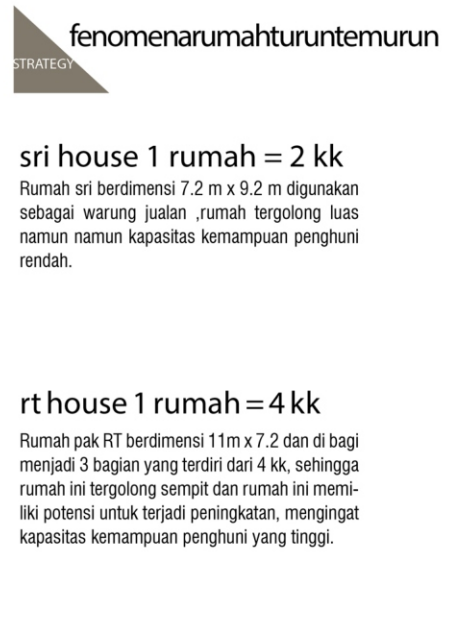 fenomenarumahturuntemurun
STRATEGY
sri house 1 rumah = 2 kk
Rumah sri berdimensi 7.2 m x 9.2 m digunakan
sebagai warung jualan ,rumah tergolong luas
namun namun kapasitas kemampuan penghuni
rendah.
rt house 1 rumah = 4 kk
Rumah pak RT berdimensi 11m x 7.2 dan di bagi
menjadi 3 bagian yang terdiri dari 4 kk, sehingga
rumah ini tergolong sempit dan rumah ini memi-
liki potensi untuk terjadi peningkatan, mengingat
kapasitas kemampuan penghuni yang tinggi.